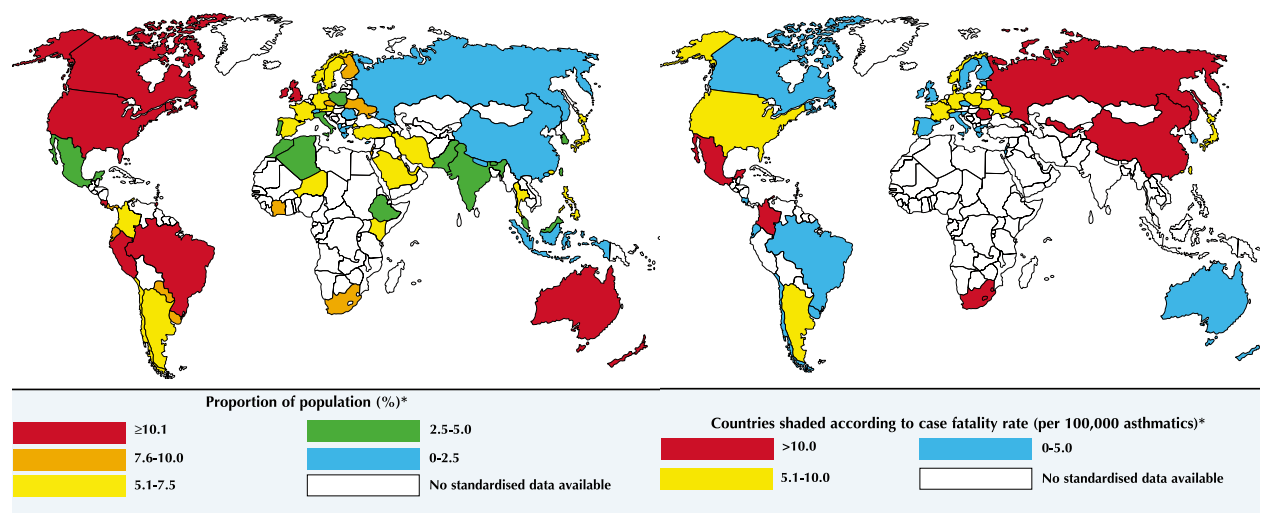 Proportion of population (%)*
≥10.1
7.6-10.0
5.1-7.5
2.5-5.0
0-2.5
No standardised data available
Countries shaded according to case fatality rate (per 100,000 asthmatics)*
>10.0
5.1-10.0
0-5.0
No standardised data available